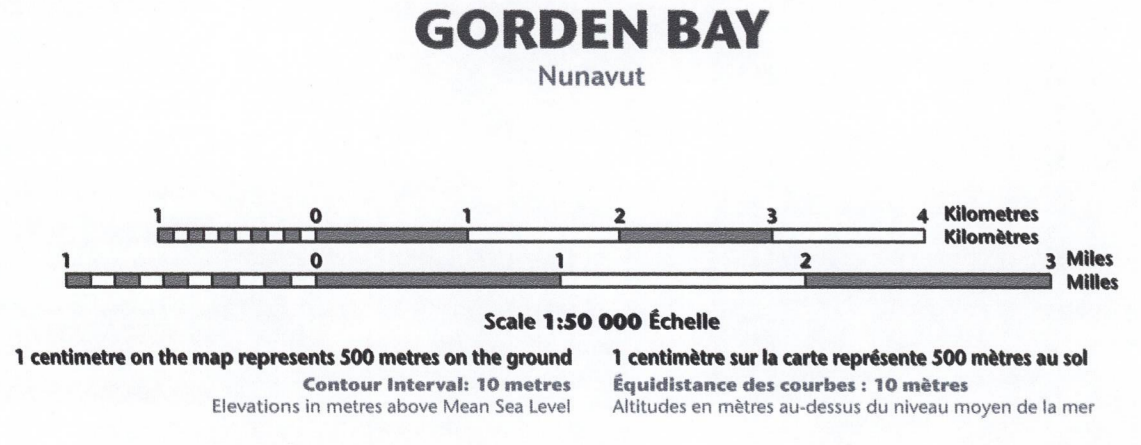 GORDEN BAY
Nunavut
1 0 1 2 3 4 Kilometres
Kilomètres
1 0 1 2 3 Miles
Milles
Scale 1:50 000 Échelle
1 centimetre on the map represents 500 metres on the ground
1 centimètre sur la carte représente 500 mètres au sol
Contour Interval: 10 metres
Équidistance des courbes : 10 mètres
Elevations in metres above Mean Sea Level
Altitudes en mètres au-dessus du niveau moyen de la mer